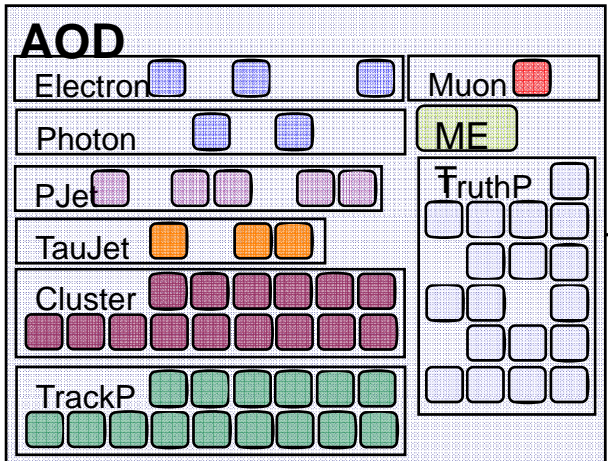 AOD
Electron
Muon
Photon
ME
PJet
TruthP
TauJet
Cluster
TrackP